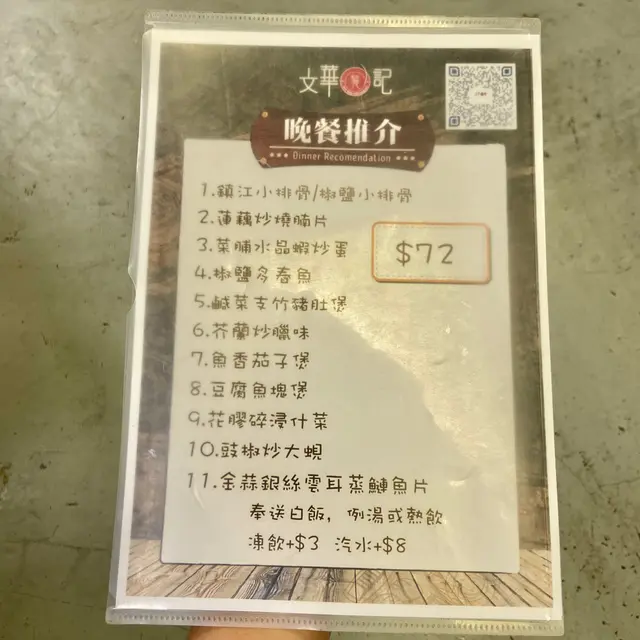 文華記
晚餐推介
Dinner Recomendation
1.鎮江小排骨/椒鹽小排骨
2.蓮藕炒燒腩片
3.菜脯水晶蝦炒蛋
$72
4.椒鹽多春魚
5.鹹菜支竹豬肚煲
6.芥蘭炒臘味
7.魚香茄子煲
8.豆腐魚塊煲
9.花膠碎浸什菜
10.豉椒炒大蜆
11.金蒜銀絲雲耳蒸鰱魚片
奉送白飯,例湯或熱飲
凍飲+$3 汽水+$8